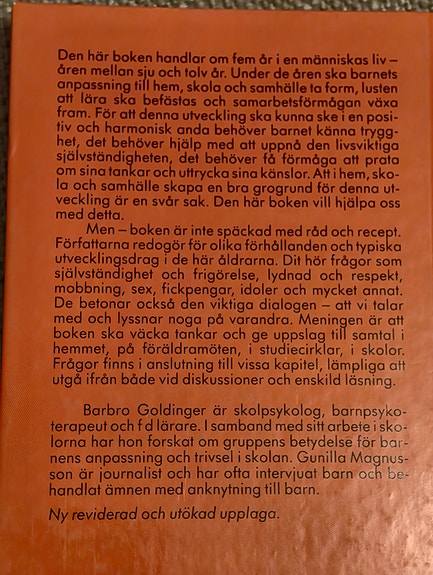 Den här boken handlar om fem år i en människas liv –
åren mellan sju och tolv år. Under de åren ska barnets
anpassning till hem, skola och samhälle ta form, lusten
att lära ska befästas och samarbetsförmågan växa
fram. För att denna utveckling ska kunna ske i en posi-
tiv och harmonisk anda behöver barnet känna trygg-
het, det behöver hjälp med att uppnå den livsviktiga
självständigheten, det behöver få förmåga att prata
om sina tankar och uttrycka sina känslor. Att i hem, sko-
la och samhälle skapa en bra grogrund för denna ut-
veckling är en svår sak. Den här boken vill hjälpa oss
med detta.
Men – boken är inte späckad med råd och recept.
Författarna redogör för olika förhållanden och typiska
utvecklingsdrag i de här åldrarna. Dit hör frågor som
självständighet och frigörelse, lydnad och respekt,
mobbning, sex, fickpengar, idoler och mycket annat.
De betonar också den viktiga dialogen – att vi talar
med och lyssnar noga på varandra. Meningen är att
boken ska väcka tankar och ge uppslag till samtal i
hemmet, på föräldramöten, i studiecirklar, i skolor.
Frågor finns i anslutning till vissa kapitel, lämpliga att
utgå ifrån både vid diskussioner och enskild läsning.
Barbro Goldinger är skolpsykolog, barnpsyko-
terapeut och f d lärare. I samband med sitt arbete i sko-
lorna har hon forskat om gruppens betydelse för bar-
nens anpassning och trivsel i skolan. Gunilla Magnus-
son är journalist och har ofta intervjuat barn och be-
handlat ämnen med anknytning till barn.
Ny reviderad och utökad upplaga.